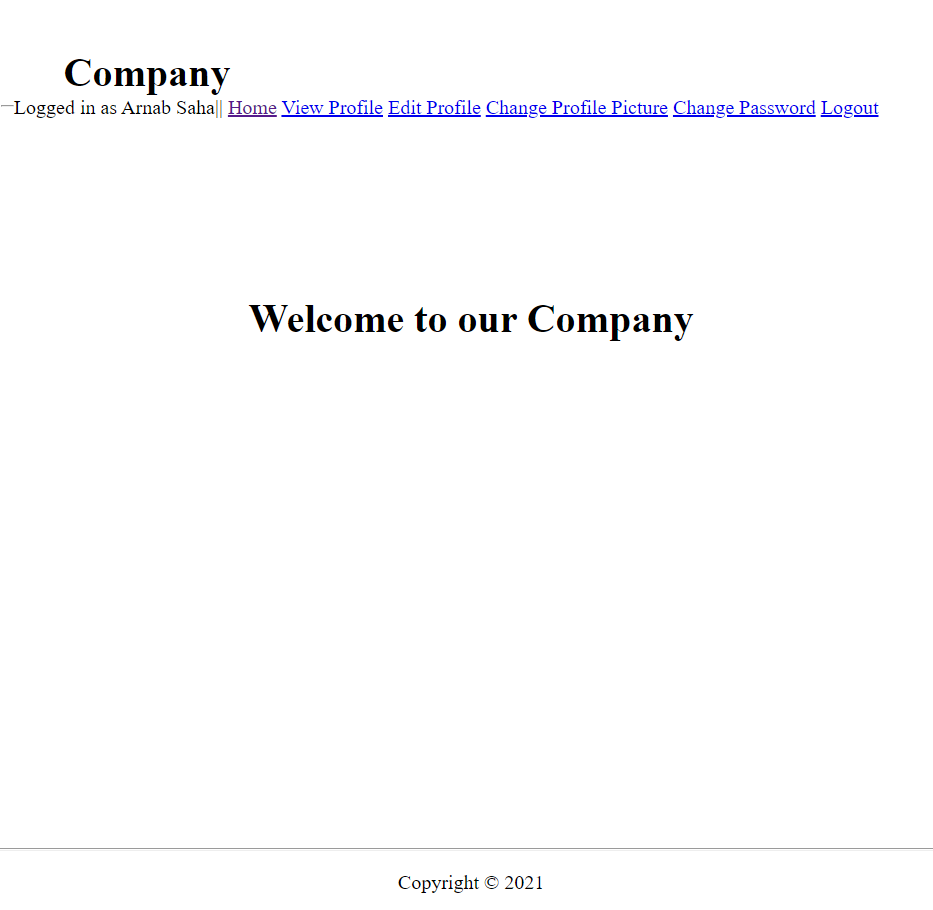 Company
Logged in as Arnab Saha|| Home View Profile Edit Profile Change Profile Picture Change Password Logout
Welcome to our Company
Copyright © 2021